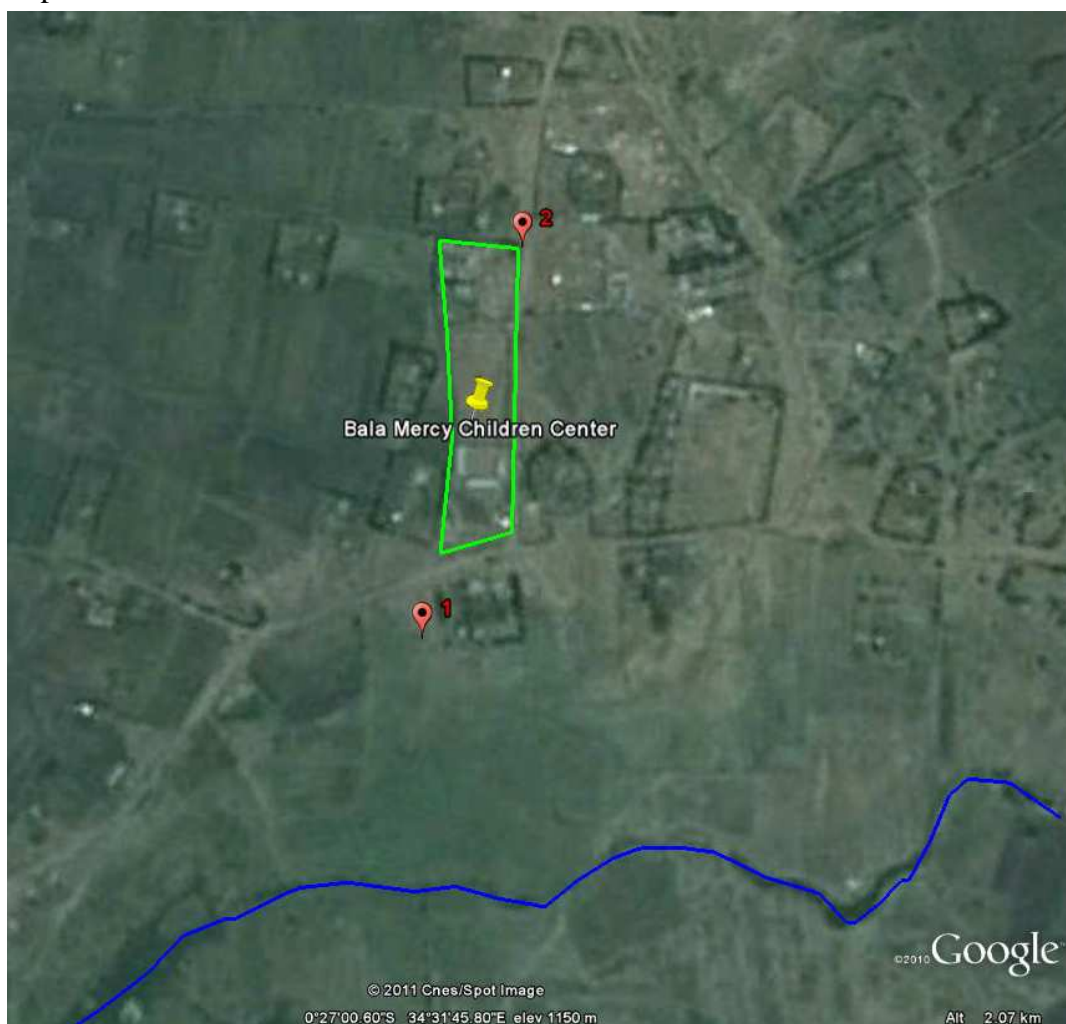 2
Bala Mercy Children Center
1
©2010 Google
© 2011 Cnes/Spot Image
0°27'00.60"S 34°31'45.80"E elev 1150 m Alt 2.07 km